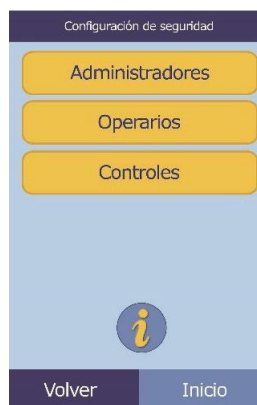 Configuración de seguridad
Administradores
Operarios
Controles
i
Volver Inicio